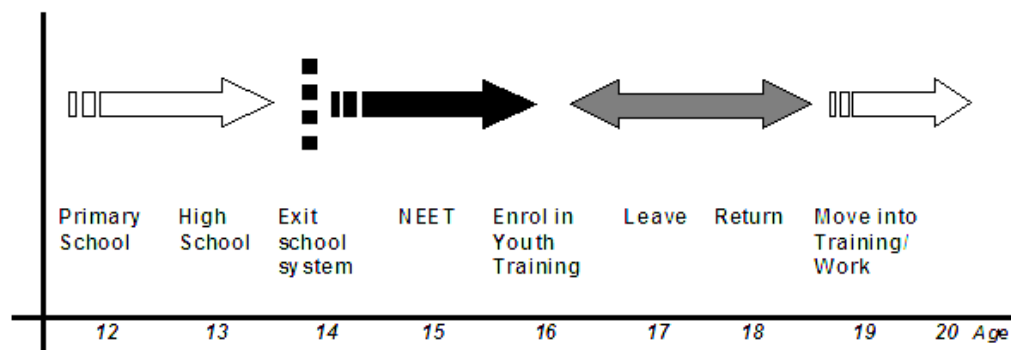 Primary School
High School
Exit school system
NEET
Enrol in Youth Training
Leave
Return
Move into Training/ Work
12 13 14 15 16 17 18 19 20 Age